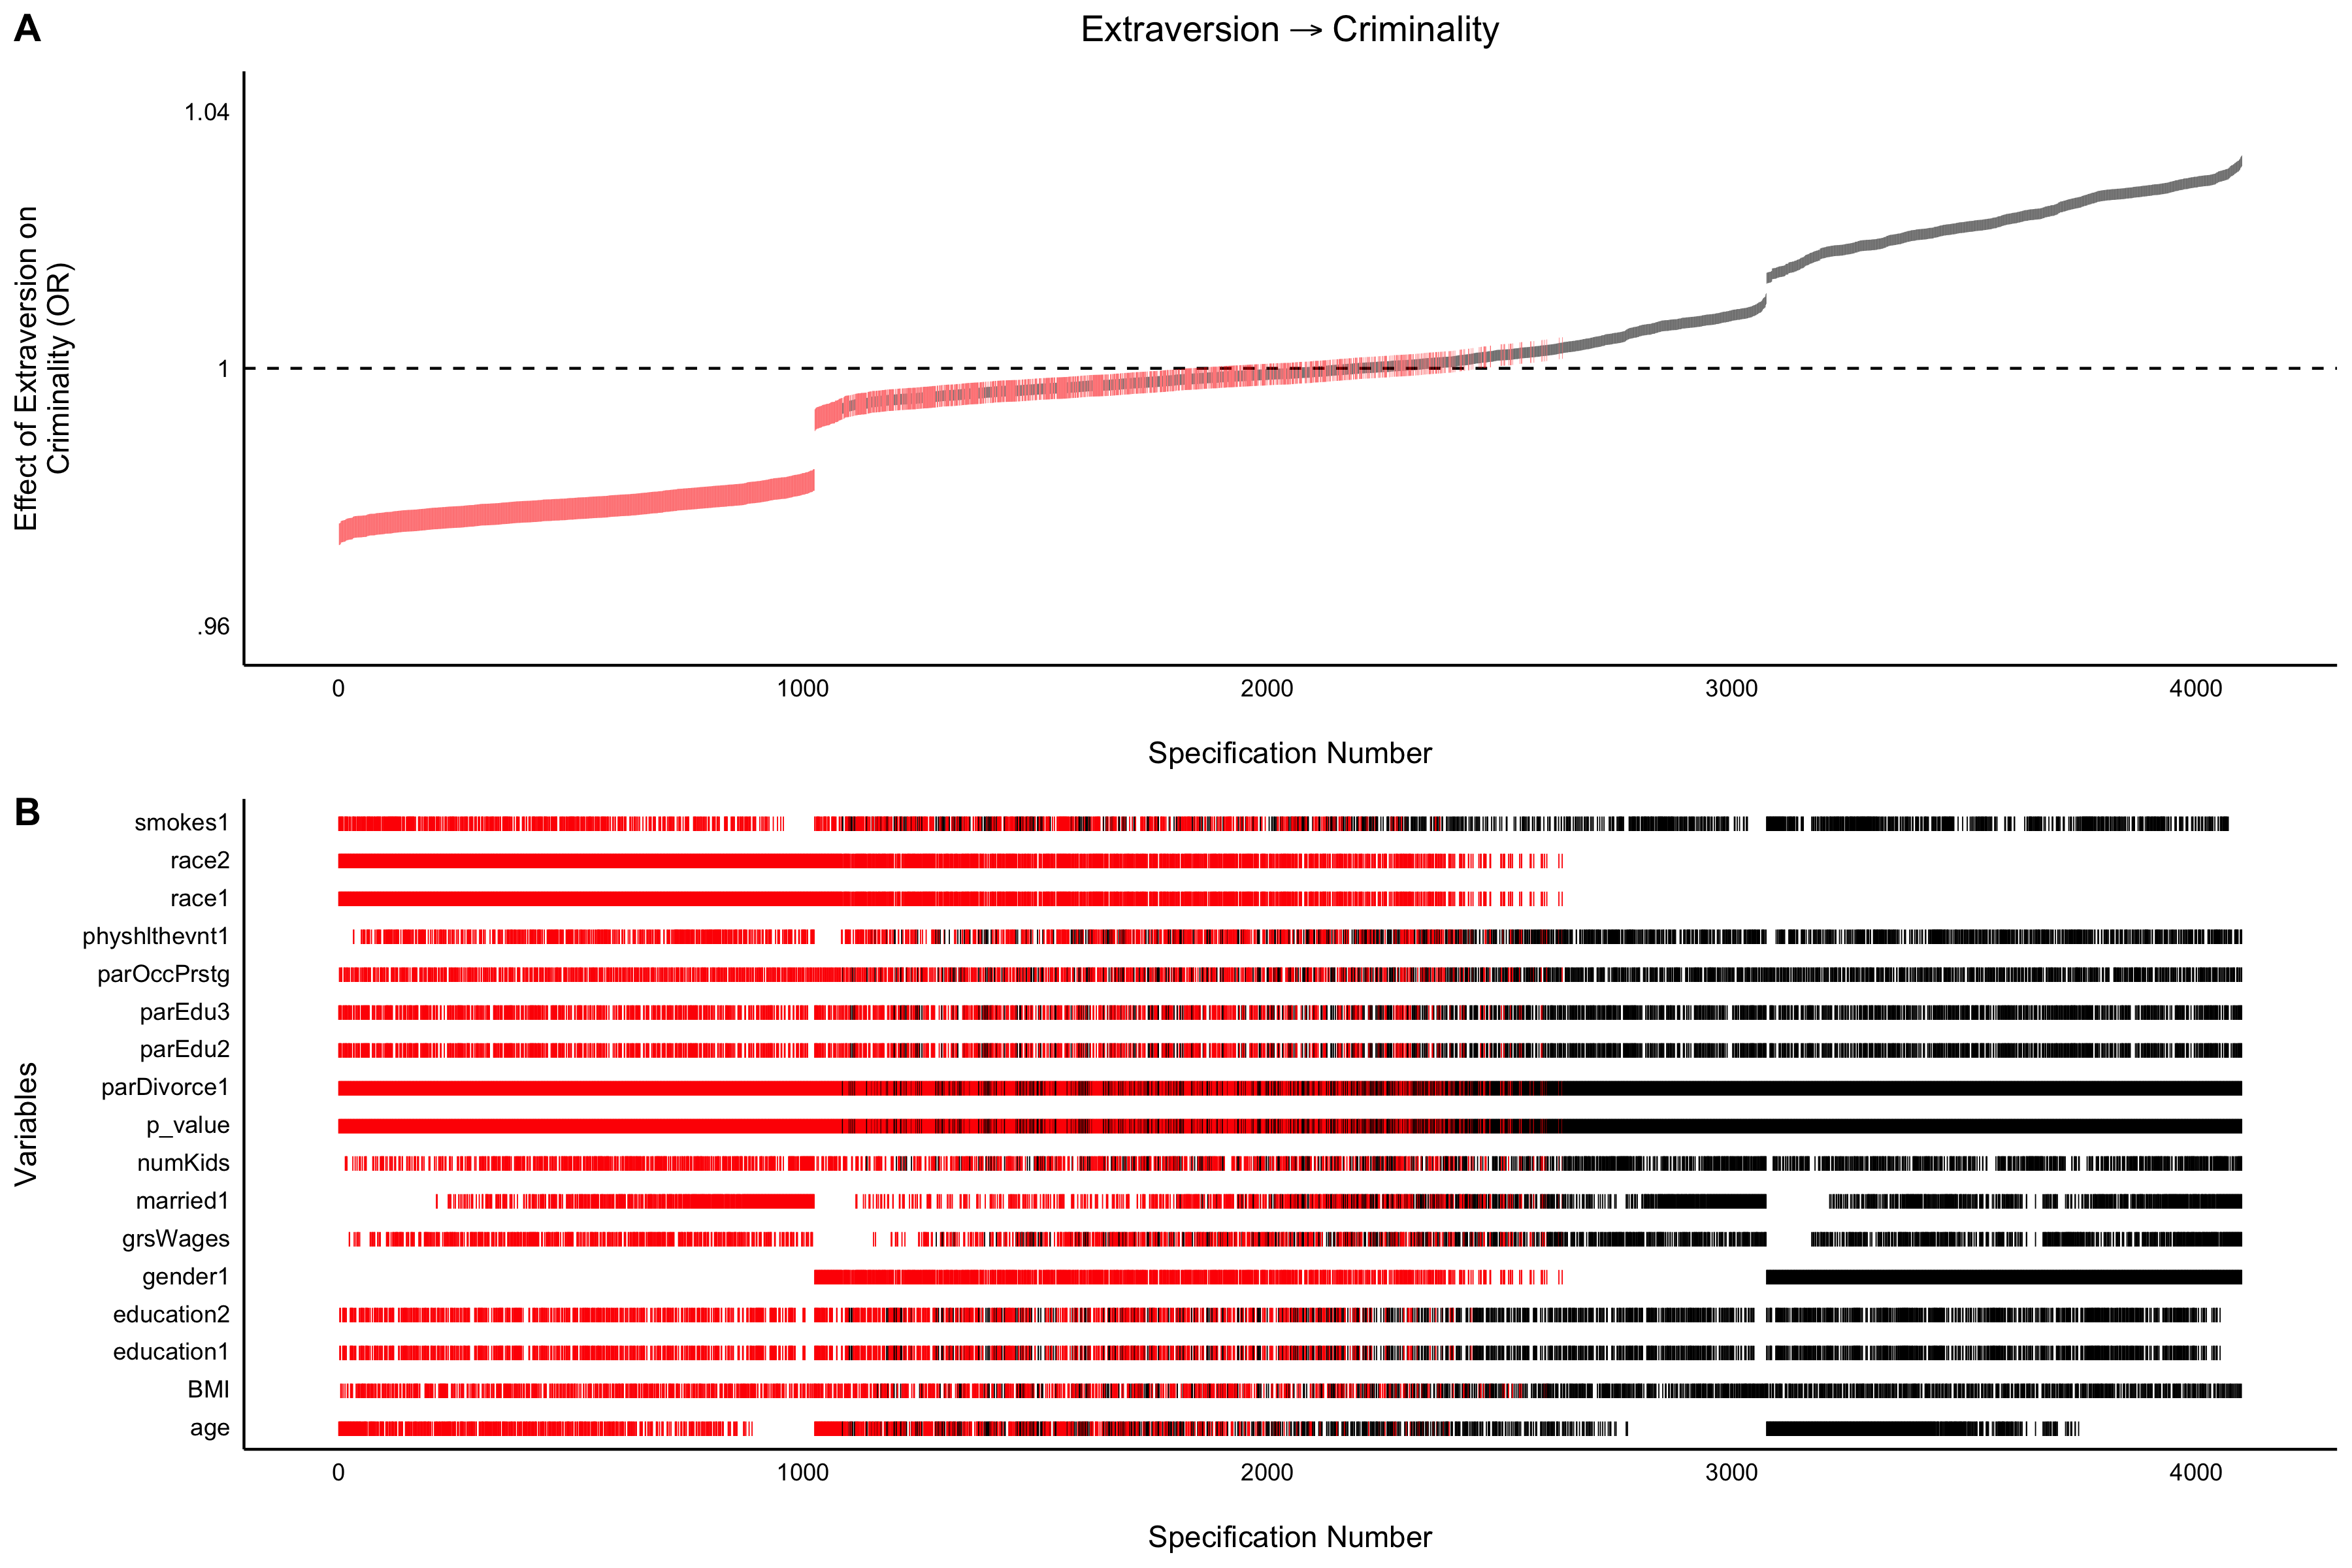 A
Extraversion → Criminality
Effect of Extraversion on
Criminality (OR)
1.04
1
.96
0 1000 2000 3000 4000
Specification Number
B
Variables
smokes1
race2
race1
physhlthevnt1
parOccPrstg
parEdu3
parEdu2
parDivorce1
p_value
numKids
married1
grsWages
gender1
education2
education1
BMI
age
0 1000 2000 3000 4000
Specification Number